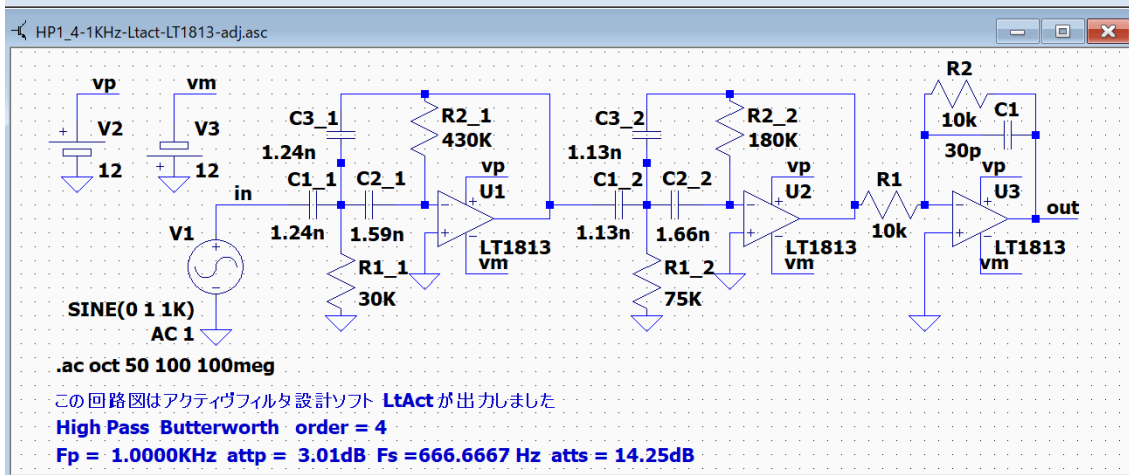 HP1_4-1KHz-Ltact-LT1813-adj.asc
vp
vm
V2
12
V3
12
in
V1
SINE(0 1 1K)
AC 1
C3_1
1.24n
C1_1
1.24n
C2_1
1.59n
R2_1
430K
R1_1
30K
vp
U1
LT1813
vm
C3_2
1.13n
C1_2
1.13n
C2_2
1.66n
R2_2
180K
R1_2
75K
vp
U2
LT1813
vm
R1
10k
R2
10k
C1
30p
vp
U3
LT1813
vm
out
.ac oct 50 100 100meg
この回路図はアクティヴフィルタ設計ソフト LtAct が出力しました
High Pass Butterworth order = 4
Fp = 1.0000KHz attp = 3.01dB Fs =666.6667 Hz atts = 14.25dB